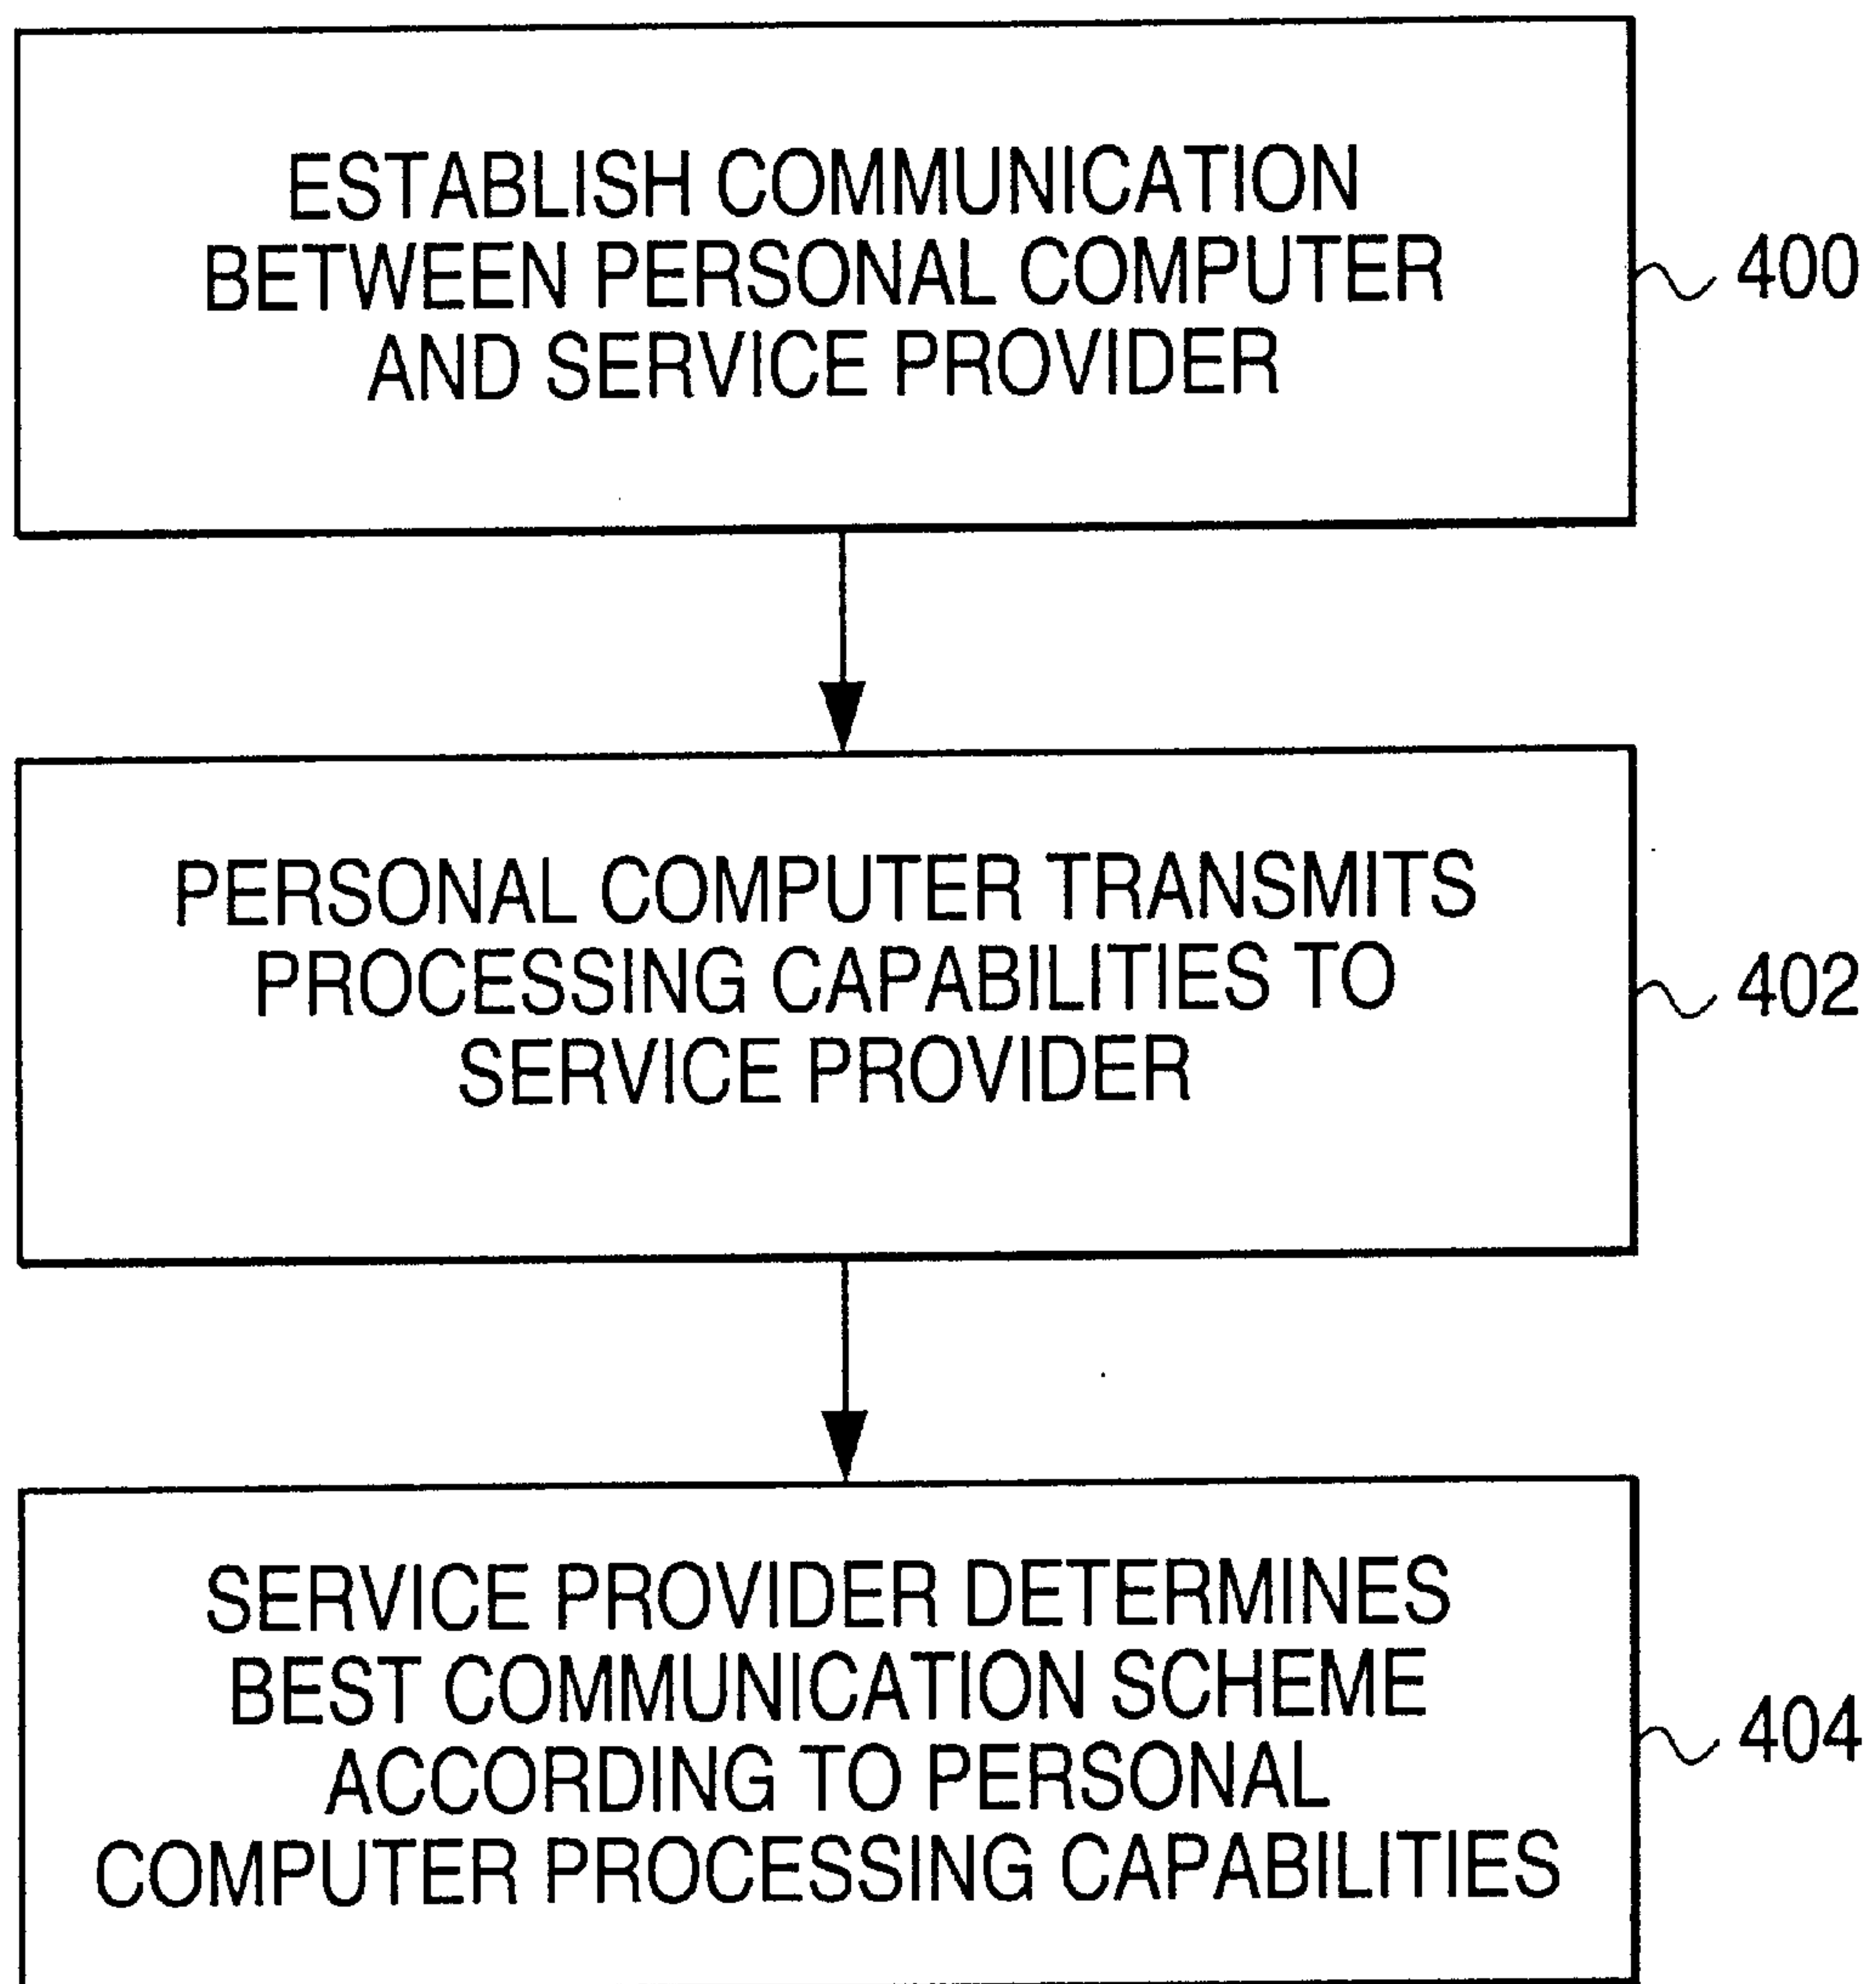 ESTABLISH COMMUNICATION
BETWEEN PERSONAL COMPUTER
AND SERVICE PROVIDER
400
PERSONAL COMPUTER TRANSMITS
PROCESSING CAPABILITIES TO
SERVICE PROVIDER
402
SERVICE PROVIDER DETERMINES
BEST COMMUNICATION SCHEME
ACCORDING TO PERSONAL
COMPUTER PROCESSING CAPABILITIES
404